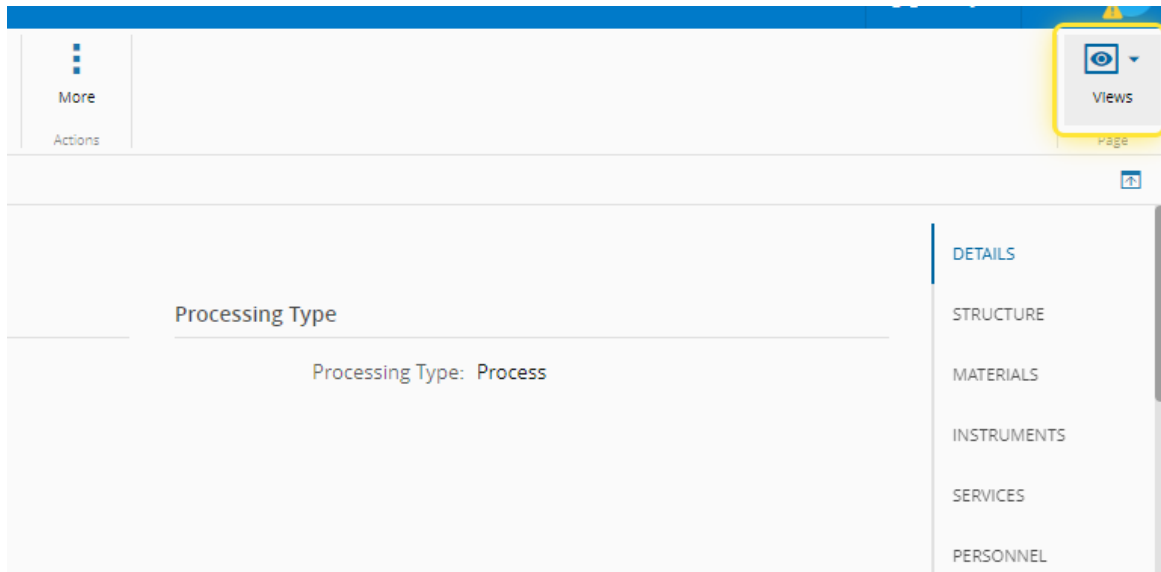 More
Views
Actions
Page
DETAILS
Processing Type
STRUCTURE
Processing Type: Process
MATERIALS
INSTRUMENTS
SERVICES
PERSONNEL